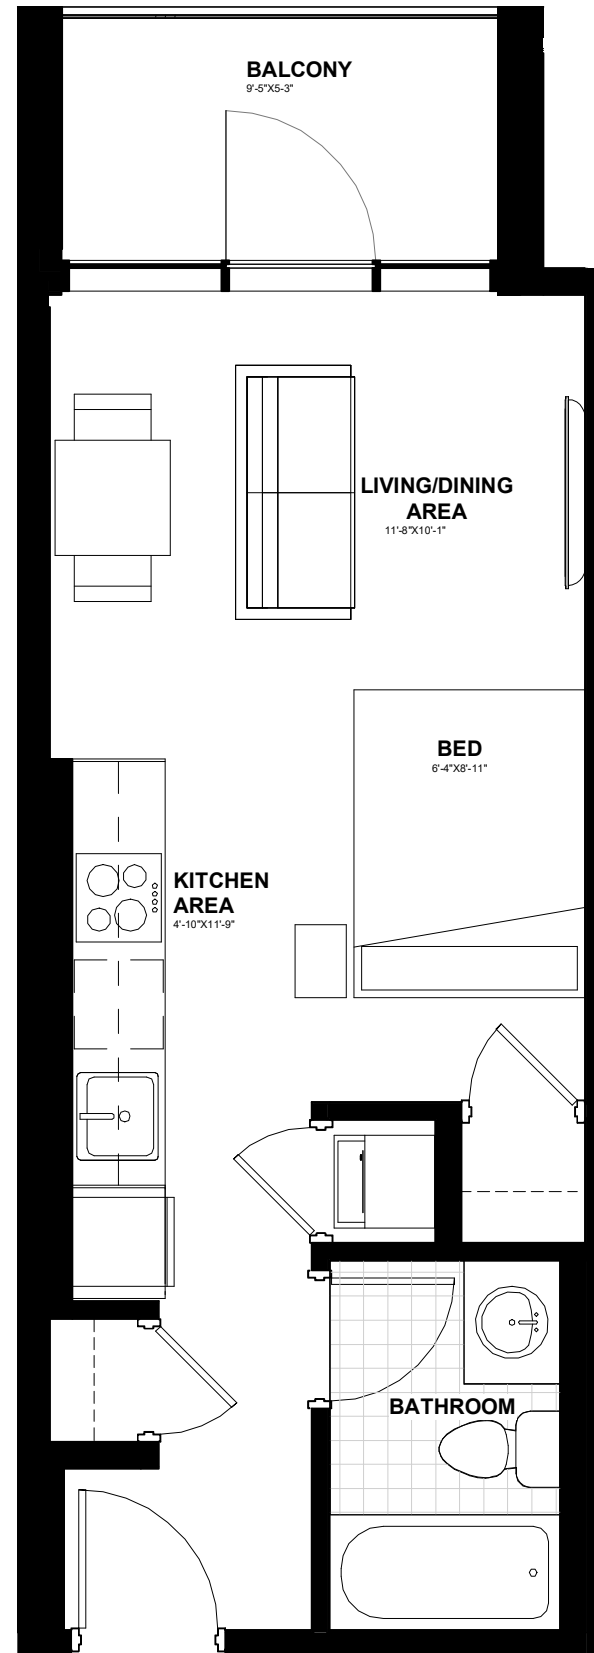 BALCONY
9'-5"X5-3"
LIVING/DINING
AREA
11'-8"X10'-1"
BED
6'-4"X8'-11"
KITCHEN
AREA
4'-10"X11'-9"
BATHROOM